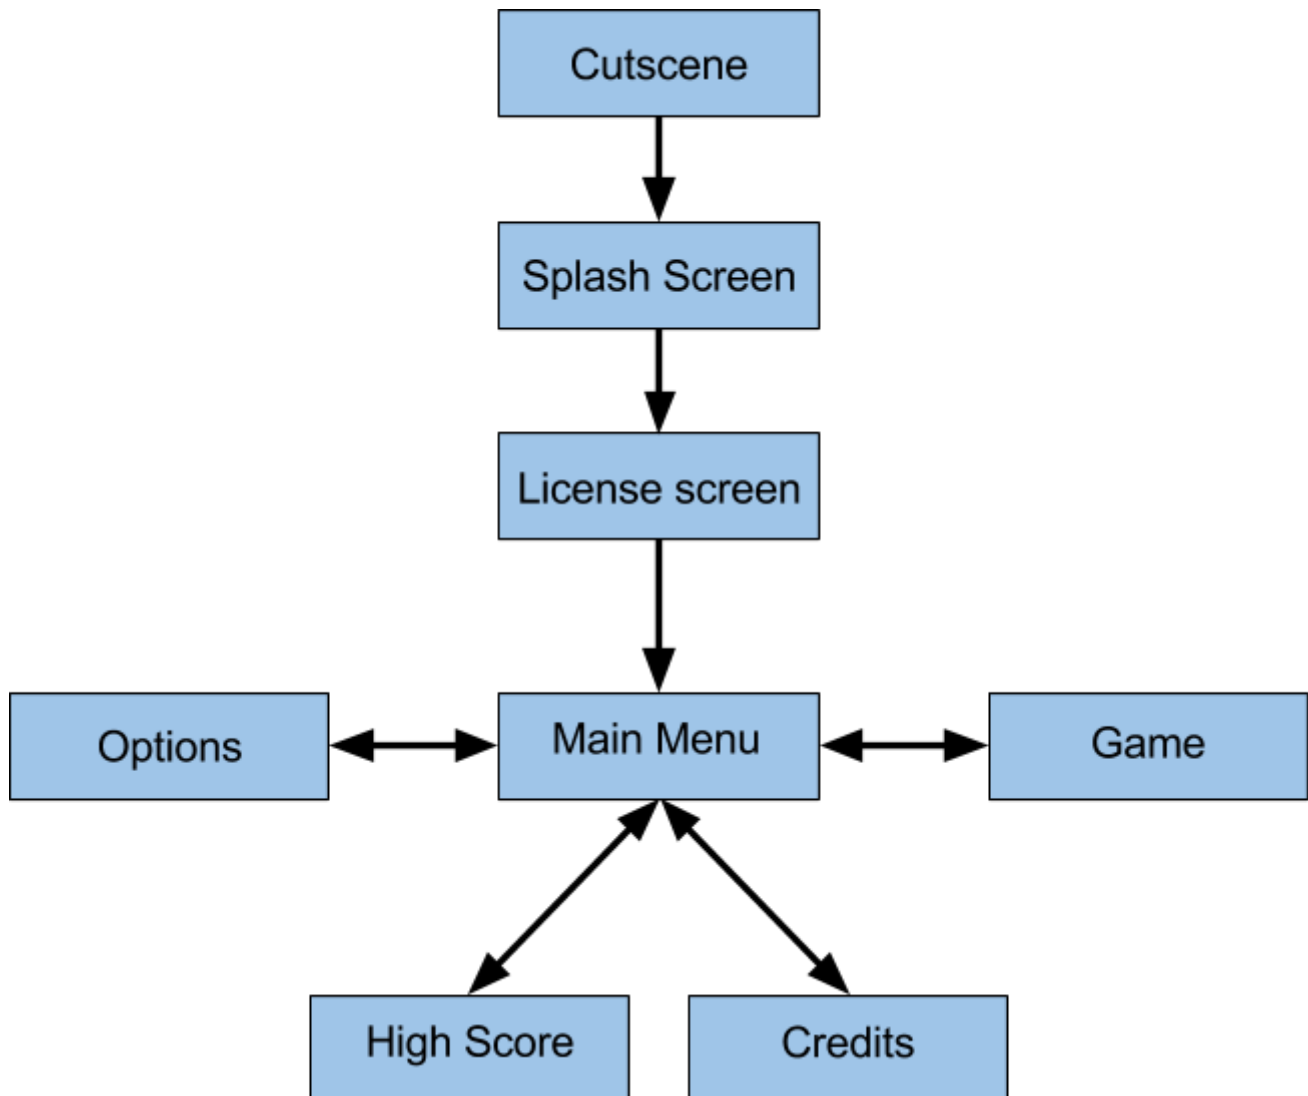 Cutscene
Splash Screen
License screen
Options
Main Menu
Game
High Score
Credits